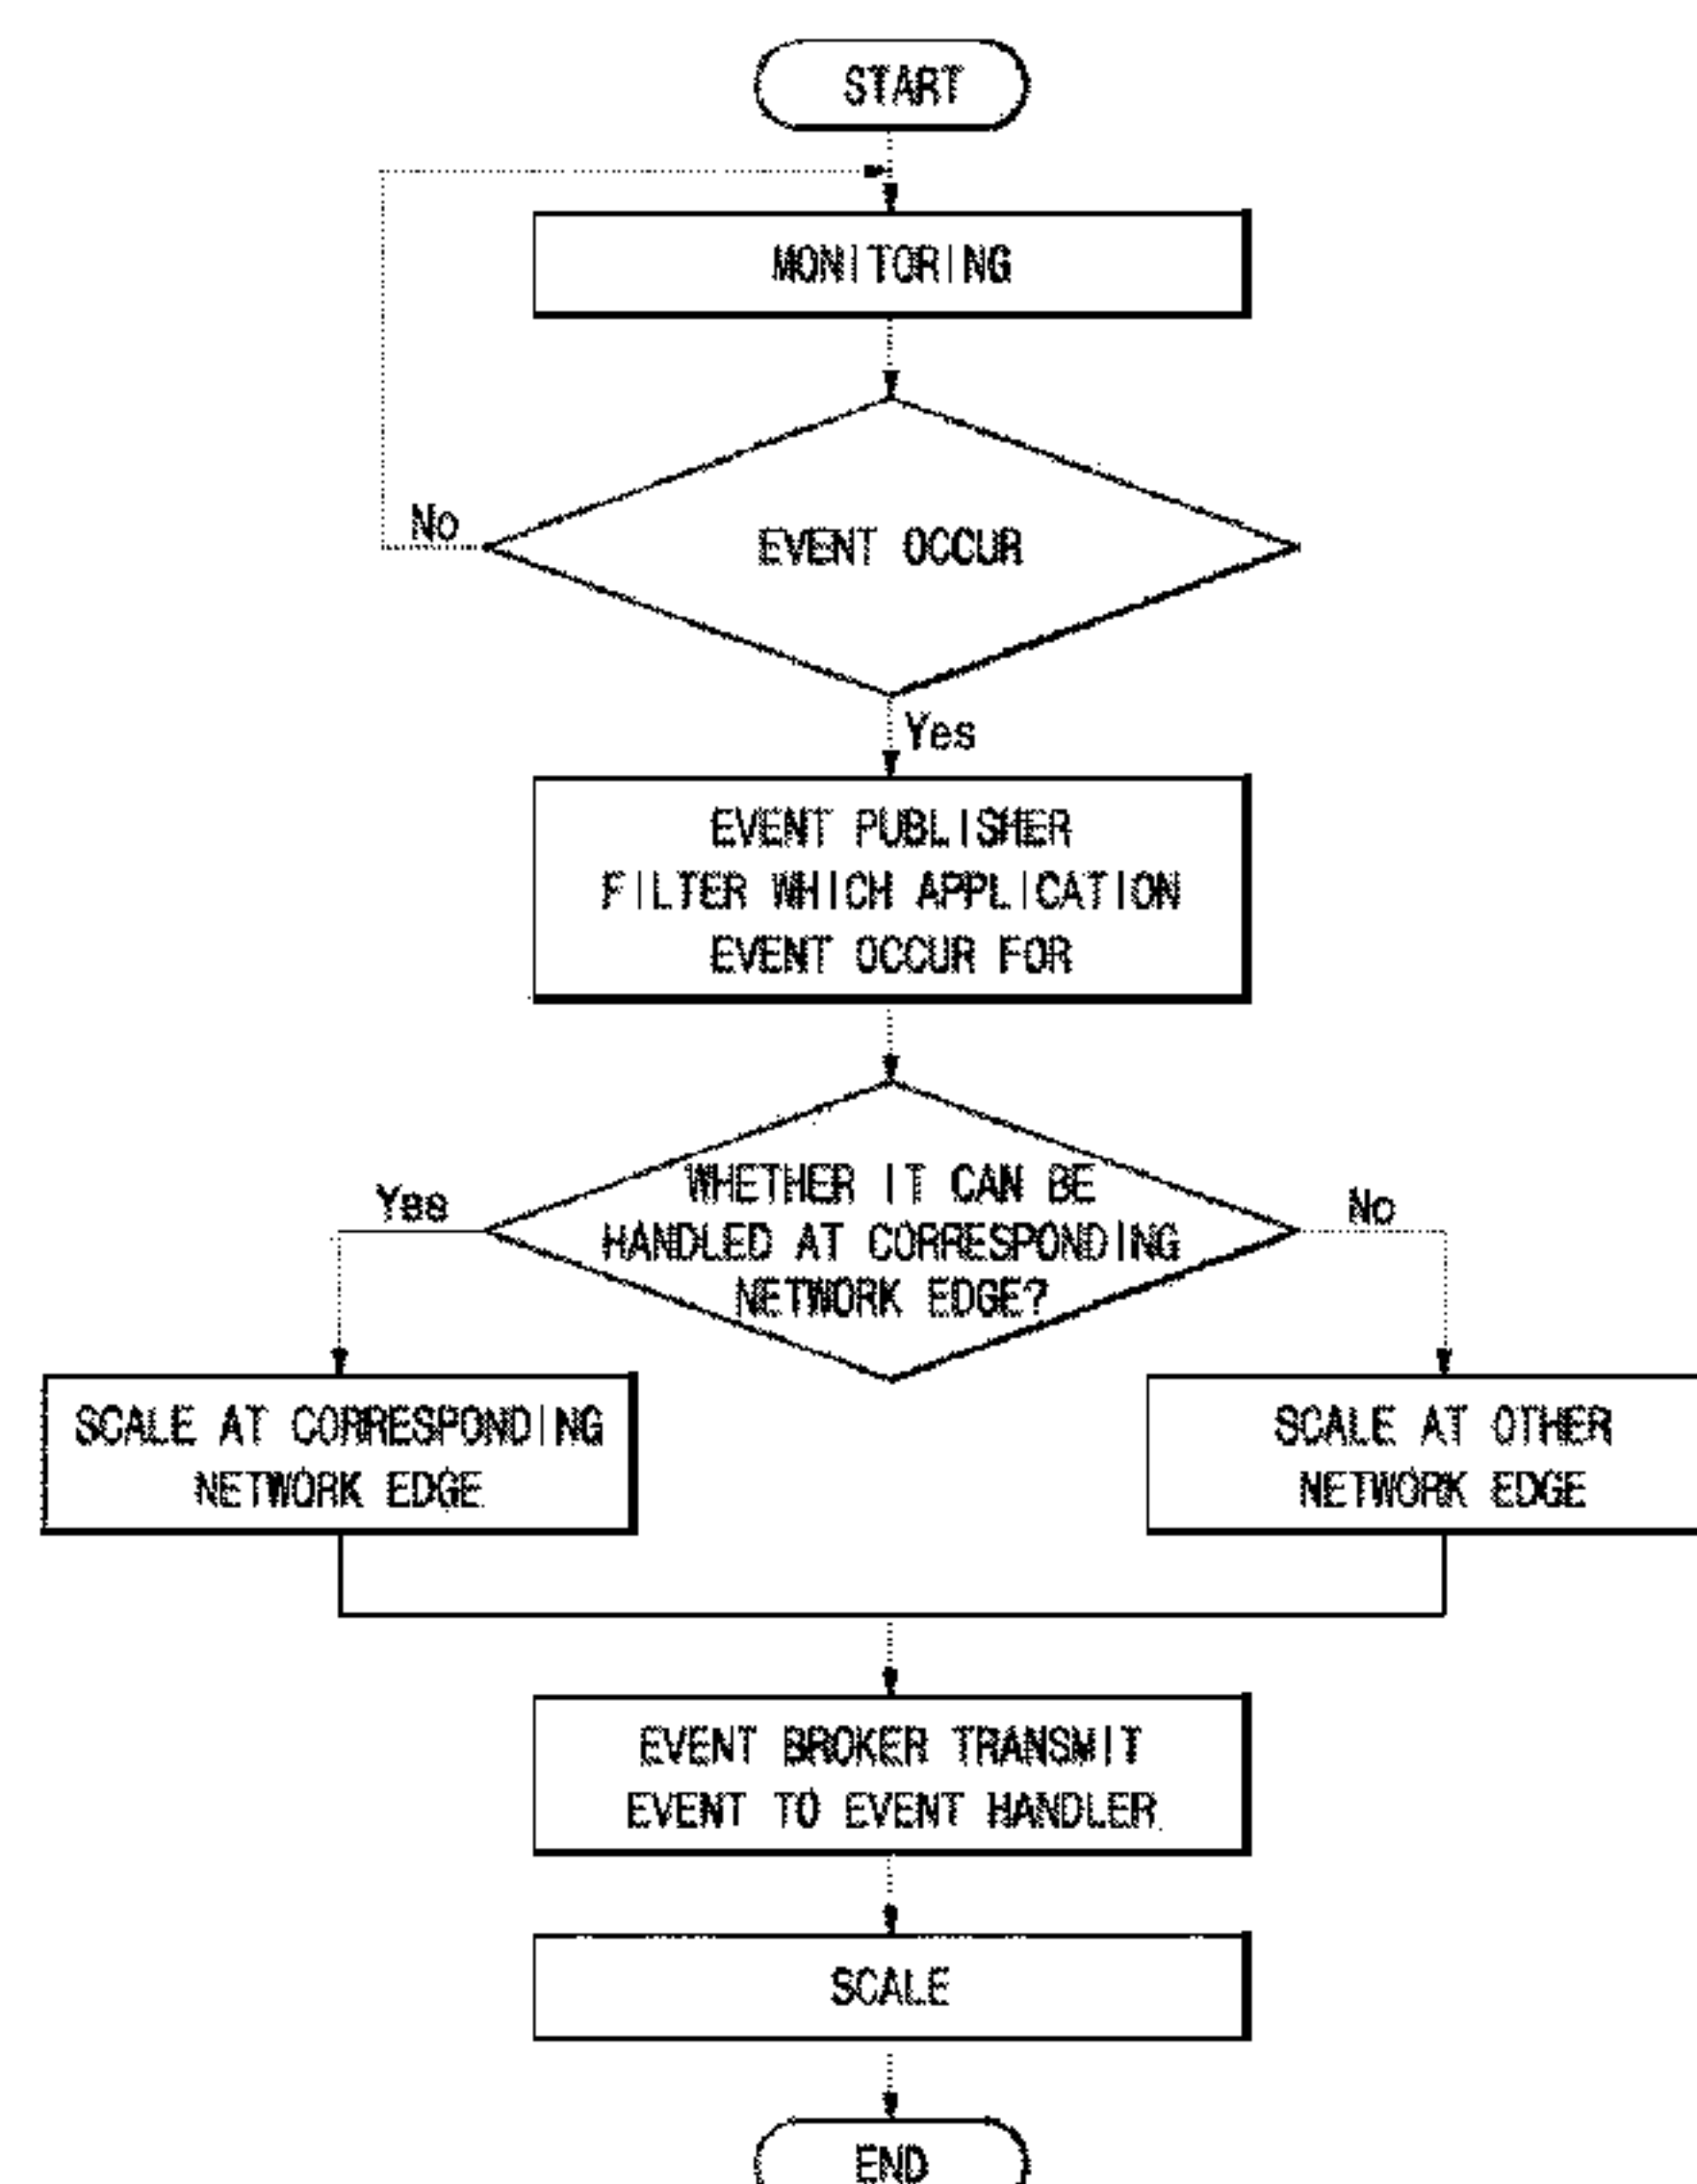 START
MONITORING
EVENT OCCUR
No
Yes
EVENT PUBLISHER
FILTER WHICH APPLICATION
EVENT OCCUR FOR
WHETHER IT CAN BE
HANDLED AT CORRESPONDING
NETWORK EDGE?
Yes
No
SCALE AT CORRESPONDING
NETWORK EDGE
SCALE AT OTHER
NETWORK EDGE
EVENT BROKER TRANSMIT
EVENT TO EVENT HANDLER
SCALE
END